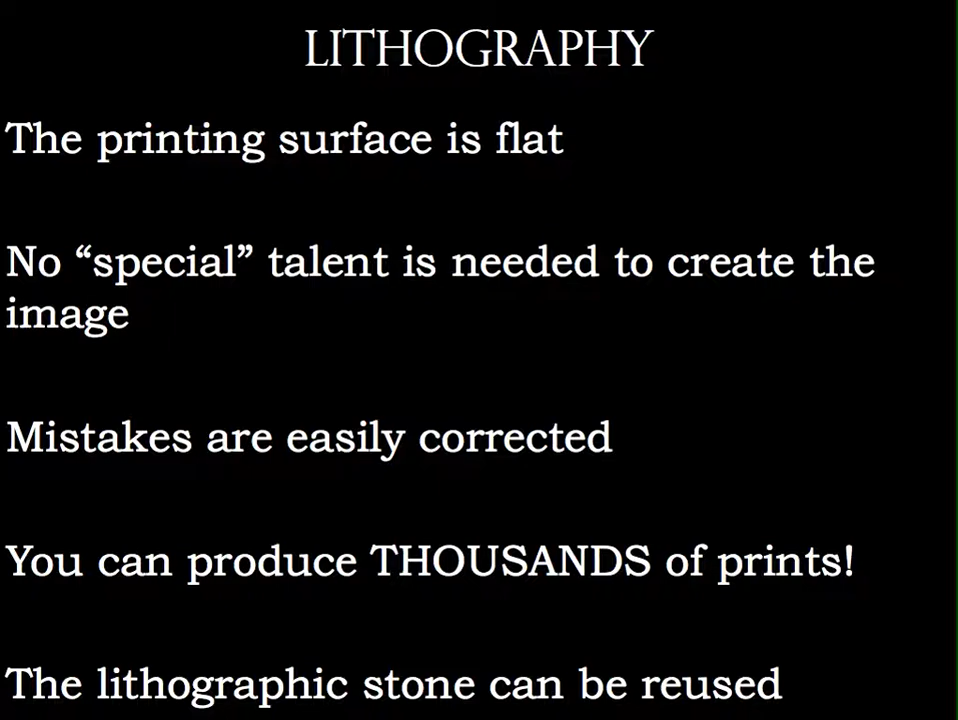 LITHOGRAPHY
The printing surface is flat
No “special” talent is needed to create the
image
Mistakes are easily corrected
You can produce THOUSANDS of prints!
The lithographic stone can be reused